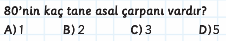 80'nin kaç tane asal çarpanı vardır?
A) 1 B) 2 C) 3 D) 5